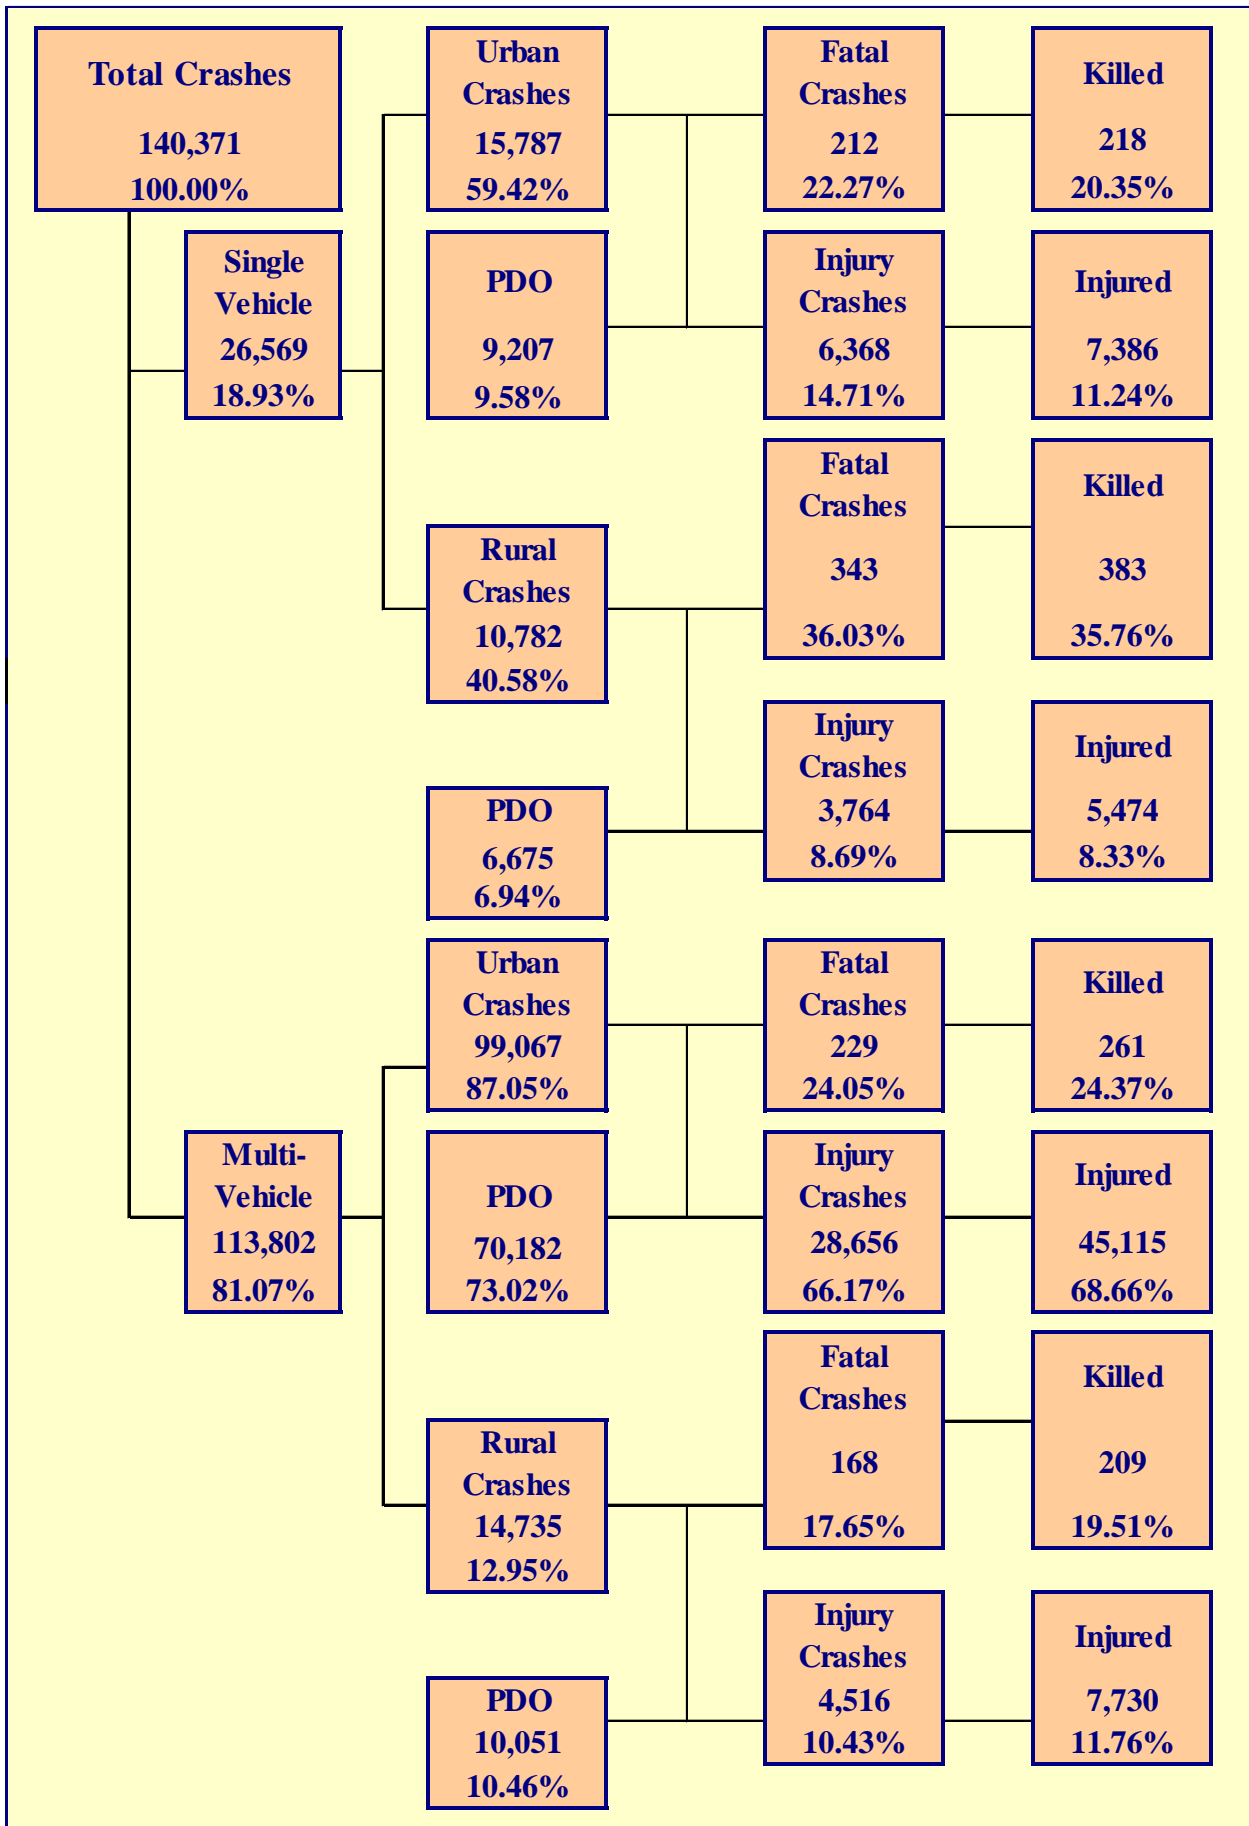 Total Crashes
140,371
100.00%
Single
Vehicle
26,569
18.93%
Urban
Crashes
15,787
59.42%
Fatal
Crashes
212
22.27%
Killed
218
20.35%
PDO
9,207
9.58%
Injury
Crashes
6,368
14.71%
Injured
7,386
11.24%
Rural
Crashes
10,782
40.58%
Fatal
Crashes
343
36.03%
Killed
383
35.76%
PDO
6,675
6.94%
Injury
Crashes
3,764
8.69%
Injured
5,474
8.33%
Multi-
Vehicle
113,802
81.07%
Urban
Crashes
99,067
87.05%
Fatal
Crashes
229
24.05%
Killed
261
24.37%
PDO
70,182
73.02%
Injury
Crashes
28,656
66.17%
Injured
45,115
68.66%
Rural
Crashes
14,735
12.95%
Fatal
Crashes
168
17.65%
Killed
209
19.51%
PDO
10,051
10.46%
Injury
Crashes
4,516
10.43%
Injured
7,730
11.76%